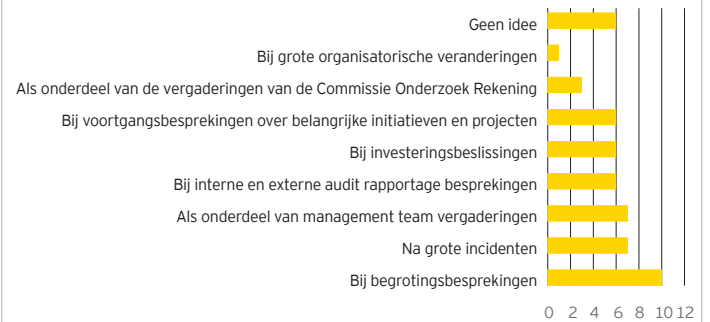 Geen idee
Bij grote organisatorische veranderingen
Als onderdeel van de vergaderingen van de Commissie Onderzoek Rekening
Bij voortgangsbesprekingen over belangrijke initiatieven en projecten
Bij investeringsbeslissingen
Bij interne en externe audit rapportage besprekingen
Als onderdeel van management team vergaderingen
Na grote incidenten
Bij begrotingsbesprekingen
0 2 4 6 8 10 12